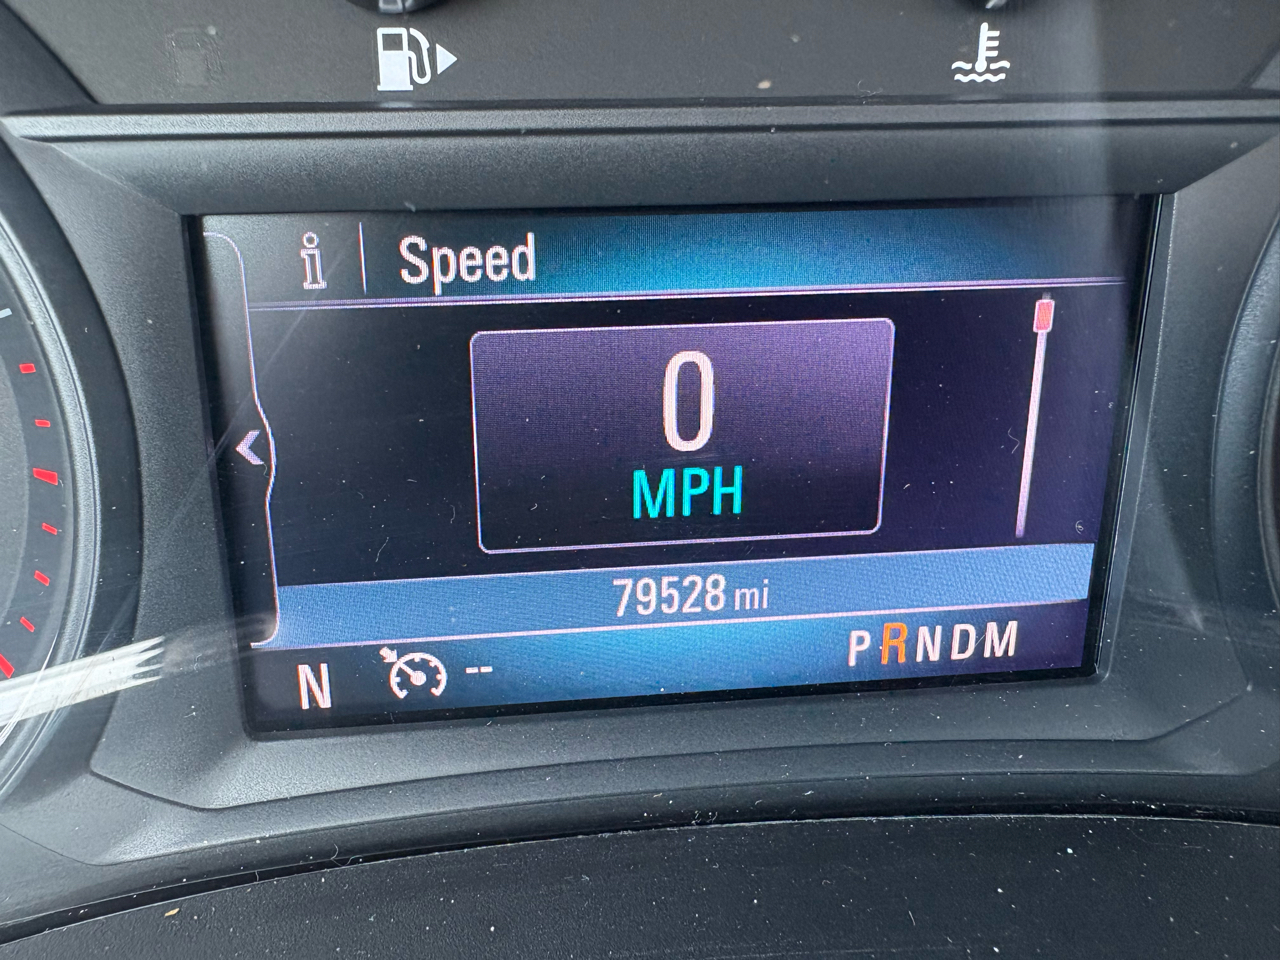 Speed
0
MPH
79528 mi
N -- PRNDM